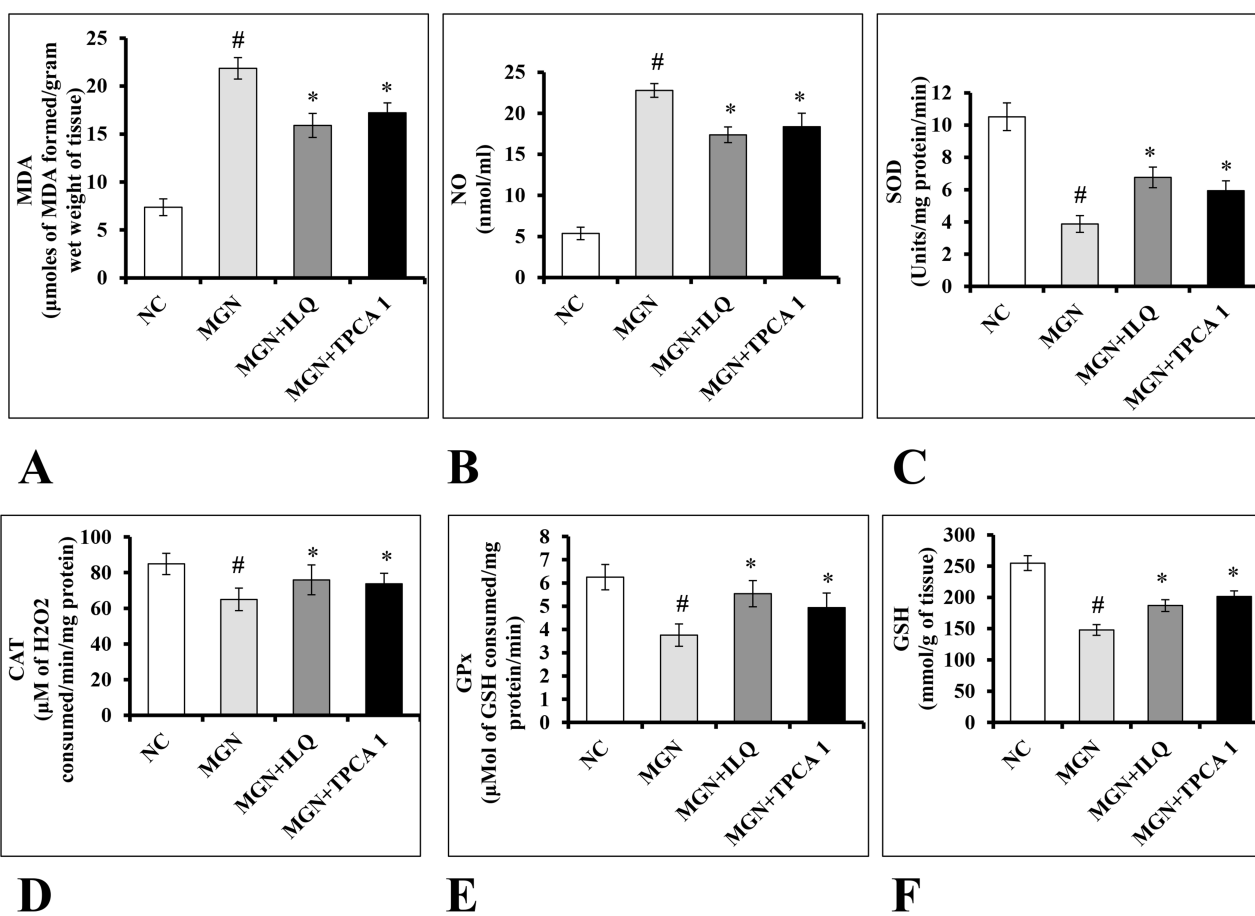 MDA
(μmoles of MDA formed/gram
wet weight of tissue)
25
20
15
10
5
0
#
*
*
NC
MGN
MGN+ILQ
MGN+TPCA 1
A
NO
(nmol/ml)
25
20
15
10
5
0
#
*
*
NC
MGN
MGN+ILQ
MGN+TPCA 1
B
SOD
(Units/mg protein/min)
12
10
8
6
4
2
0
#
*
*
NC
MGN
MGN+ILQ
MGN+TPCA 1
C
CAT
(μM of H2O2
consumed/min/mg protein)
100
80
60
40
20
0
#
*
*
NC
MGN
MGN+ILQ
MGN+TPCA 1
D
GPx
(μMol of GSH consumed/mg
protein/min)
8
7
6
5
4
3
2
1
0
#
*
*
NC
MGN
MGN+ILQ
MGN+TPCA 1
E
GSH
(mmol/g of tissue)
300
250
200
150
100
50
0
#
*
*
NC
MGN
MGN+ILQ
MGN+TPCA 1
F